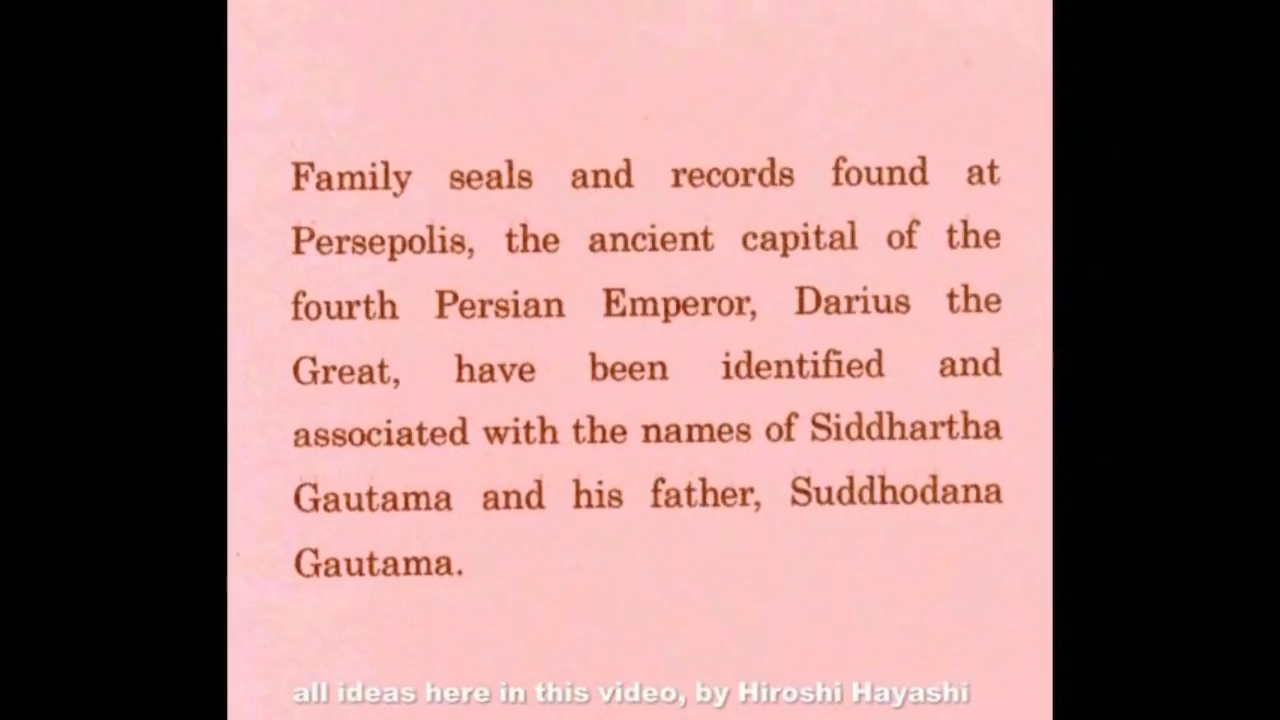 Family seals and records found at
Persepolis, the ancient capital of the
fourth Persian Emperor, Darius the
Great, have been identified and
associated with the names of Siddhartha
Gautama and his father, Suddhodana
Gautama.
all ideas here in this video, by Hiroshi Hayashi